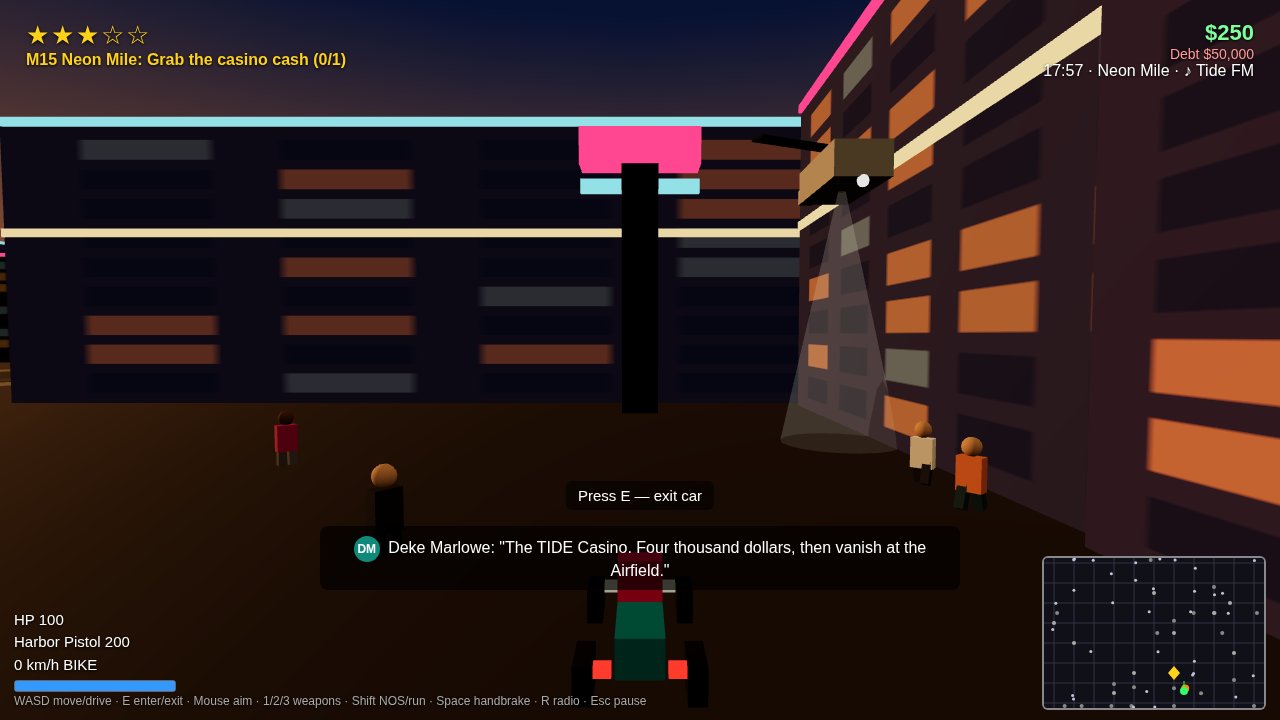 ★★★☆☆
M15 Neon Mile: Grab the casino cash (0/1)
$250
Debt $50,000
17:57 · Neon Mile · ♪ Tide FM
Press E — exit car
DM Deke Marlowe: "The TIDE Casino. Four thousand dollars, then vanish at the
Airfield."
HP 100
Harbor Pistol 200
0 km/h BIKE
WASD move/drive · E enter/exit · Mouse aim · 1/2/3 weapons · Shift NOS/run · Space handbrake · R radio · Esc pause